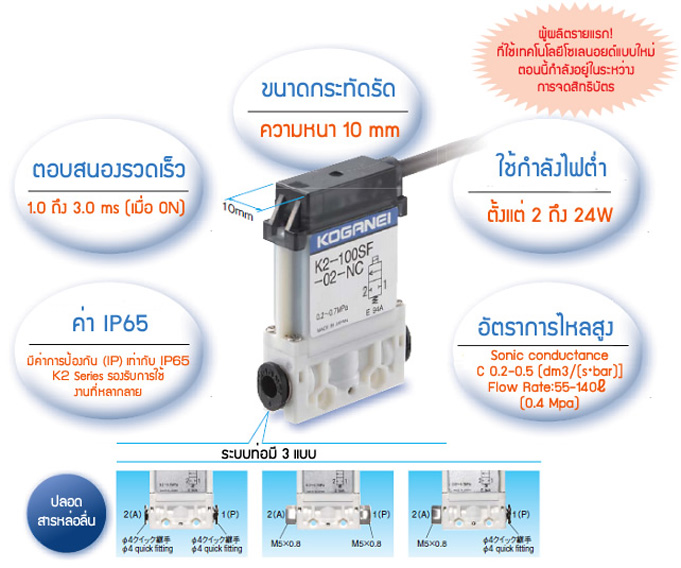 ผู้ผลิตรายแรก!
ที่ใช้เทคโนโลยีโซเลนอยด์แบบใหม่
ตอนนี้กำลังอยู่ในระหว่าง
การจดสิทธิบัตร
ขนาดกระทัดรัด
ความหนา 10 mm
ตอบสนองรวดเร็ว
1.0 ถึง 3.0 ms (เมื่อ ON)
ใช้กำลังไฟต่ำ
ตั้งแต่ 2 ถึง 24W
10mm
KOGANEI
K2-100SF
-02-NC
2 1
0.2~0.7MPa
MADE IN JAPAN
E 94A
ค่า IP65
มีค่าการป้องกัน (IP) เท่ากับ IP65
K2 Series รองรับการใช้
งานที่หลากลาย
อัตราการไหลสูง
Sonic conductance
C 0.2-0.5 [dm3/(s•bar)]
Flow Rate:55-140ℓ
(0.4 Mpa)
ระบบท่อมี 3 แบบ
ปลอด
สารหล่อลื่น
2(A) 1(P)
φ4クイック継手 φ4クイック継手
φ4 quick fitting φ4 quick fitting
2(A) 1(P)
M5×0.8 M5×0.8
2(A) 1(P)
M5×0.8 φ4クイック継手
φ4 quick fitting